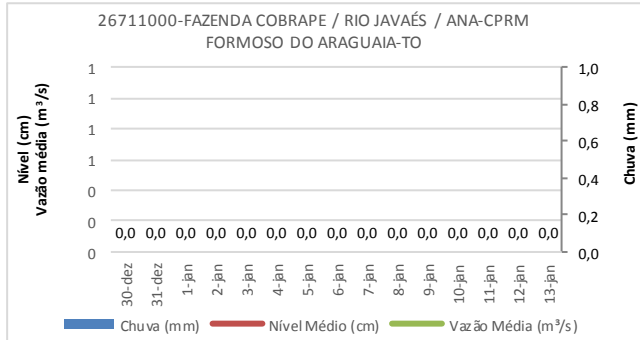 26711000-FAZENDA COBRAPE / RIO JAVAÉS / ANA-CPRM
FORMOSO DO ARAGUAIA-TO
Nível (cm)
Vazão média (m³/s)
1
1
1
1
0
0
0
1,0
0,8
0,6
0,4
0,2
0,0
Chuva (mm)
0,0 0,0 0,0 0,0 0,0 0,0 0,0 0,0 0,0 0,0 0,0 0,0 0,0 0,0 0,0
30-dez
31-dez
1-jan
2-jan
3-jan
4-jan
5-jan
6-jan
7-jan
8-jan
9-jan
10-jan
11-jan
12-jan
13-jan
Chuva (mm) Nível Médio (cm) Vazão Média (m³/s)